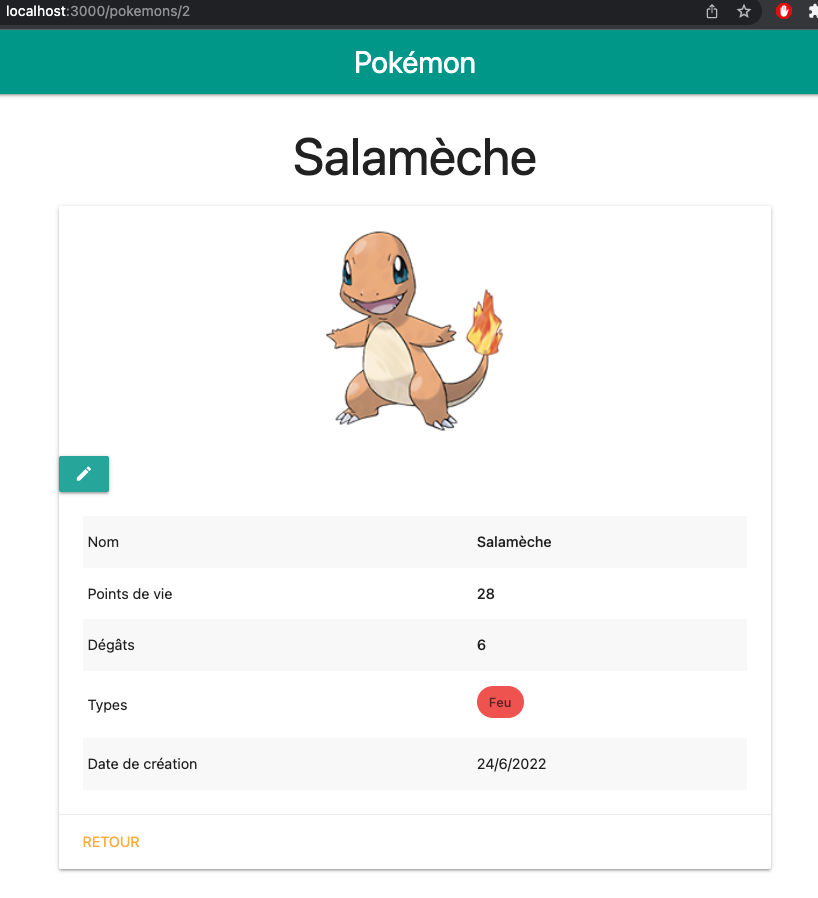 localhost:3000/pokemons/2
Pokémon
Salamèche
Nom Salamèche
Points de vie 28
Dégâts 6
Types Feu
Date de création 24/6/2022
RETOUR